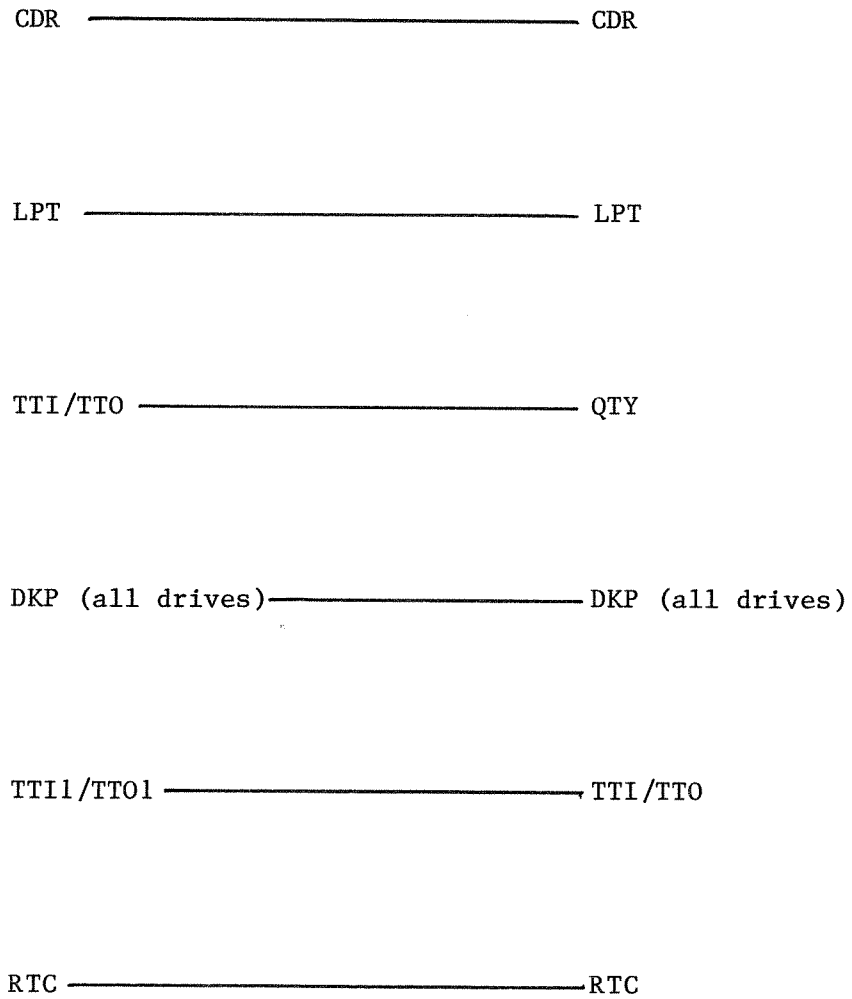 CDR CDR
LPT LPT
TTI/TTO QTY
DKP (all drives) DKP (all drives)
TTI1/TTO1 TTI/TTO
RTC RTC